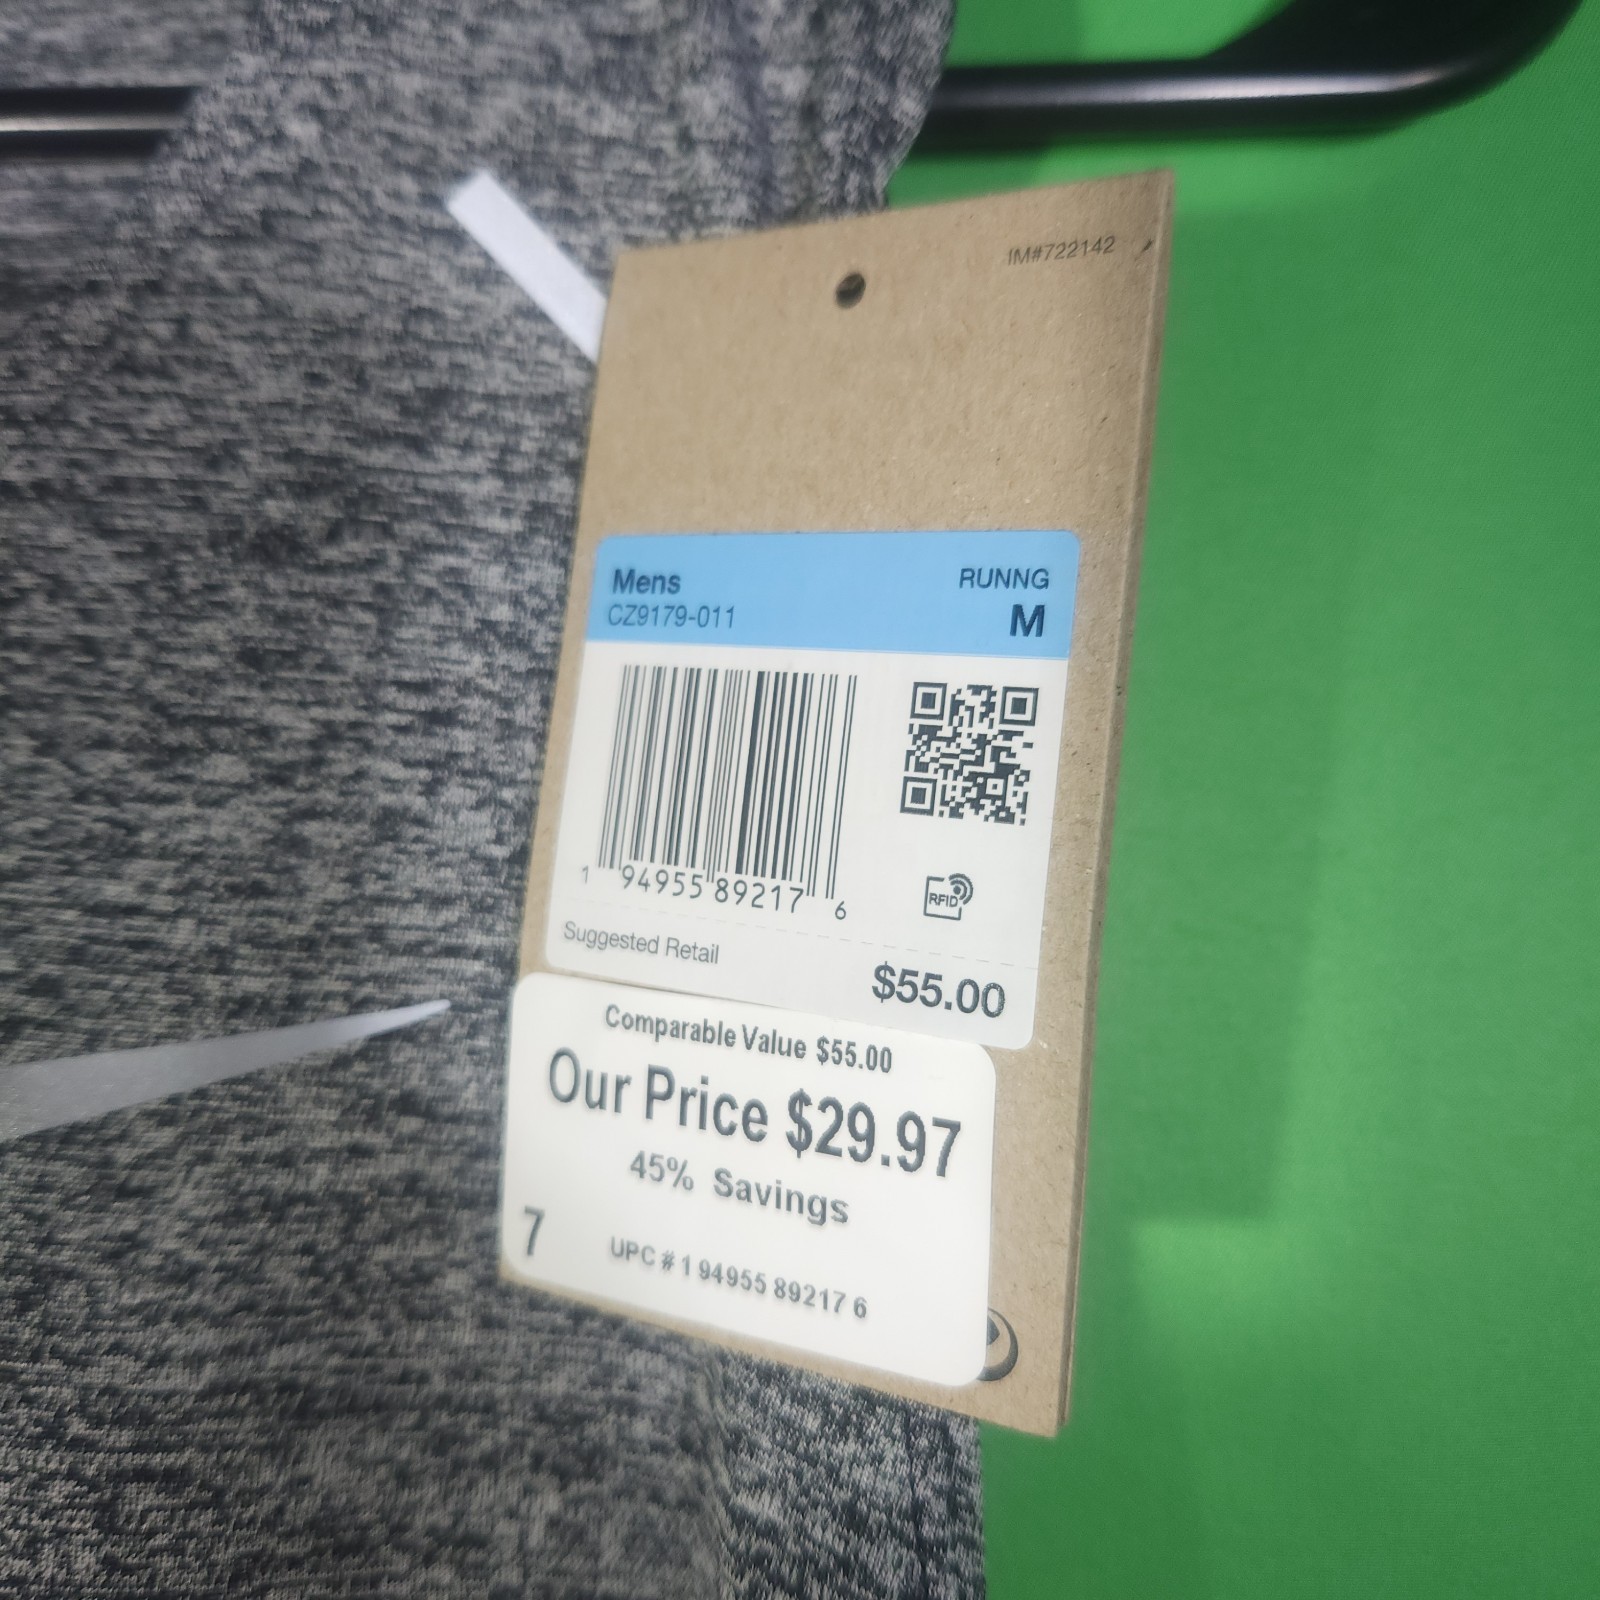 IM#722142
Mens
RUNNG
CZ9179-011
M
1 94955 89217 6
RFID
Suggested Retail
$55.00
Comparable Value $55.00
Our Price $29.97
45% Savings
7
UPC # 1 94955 89217 6